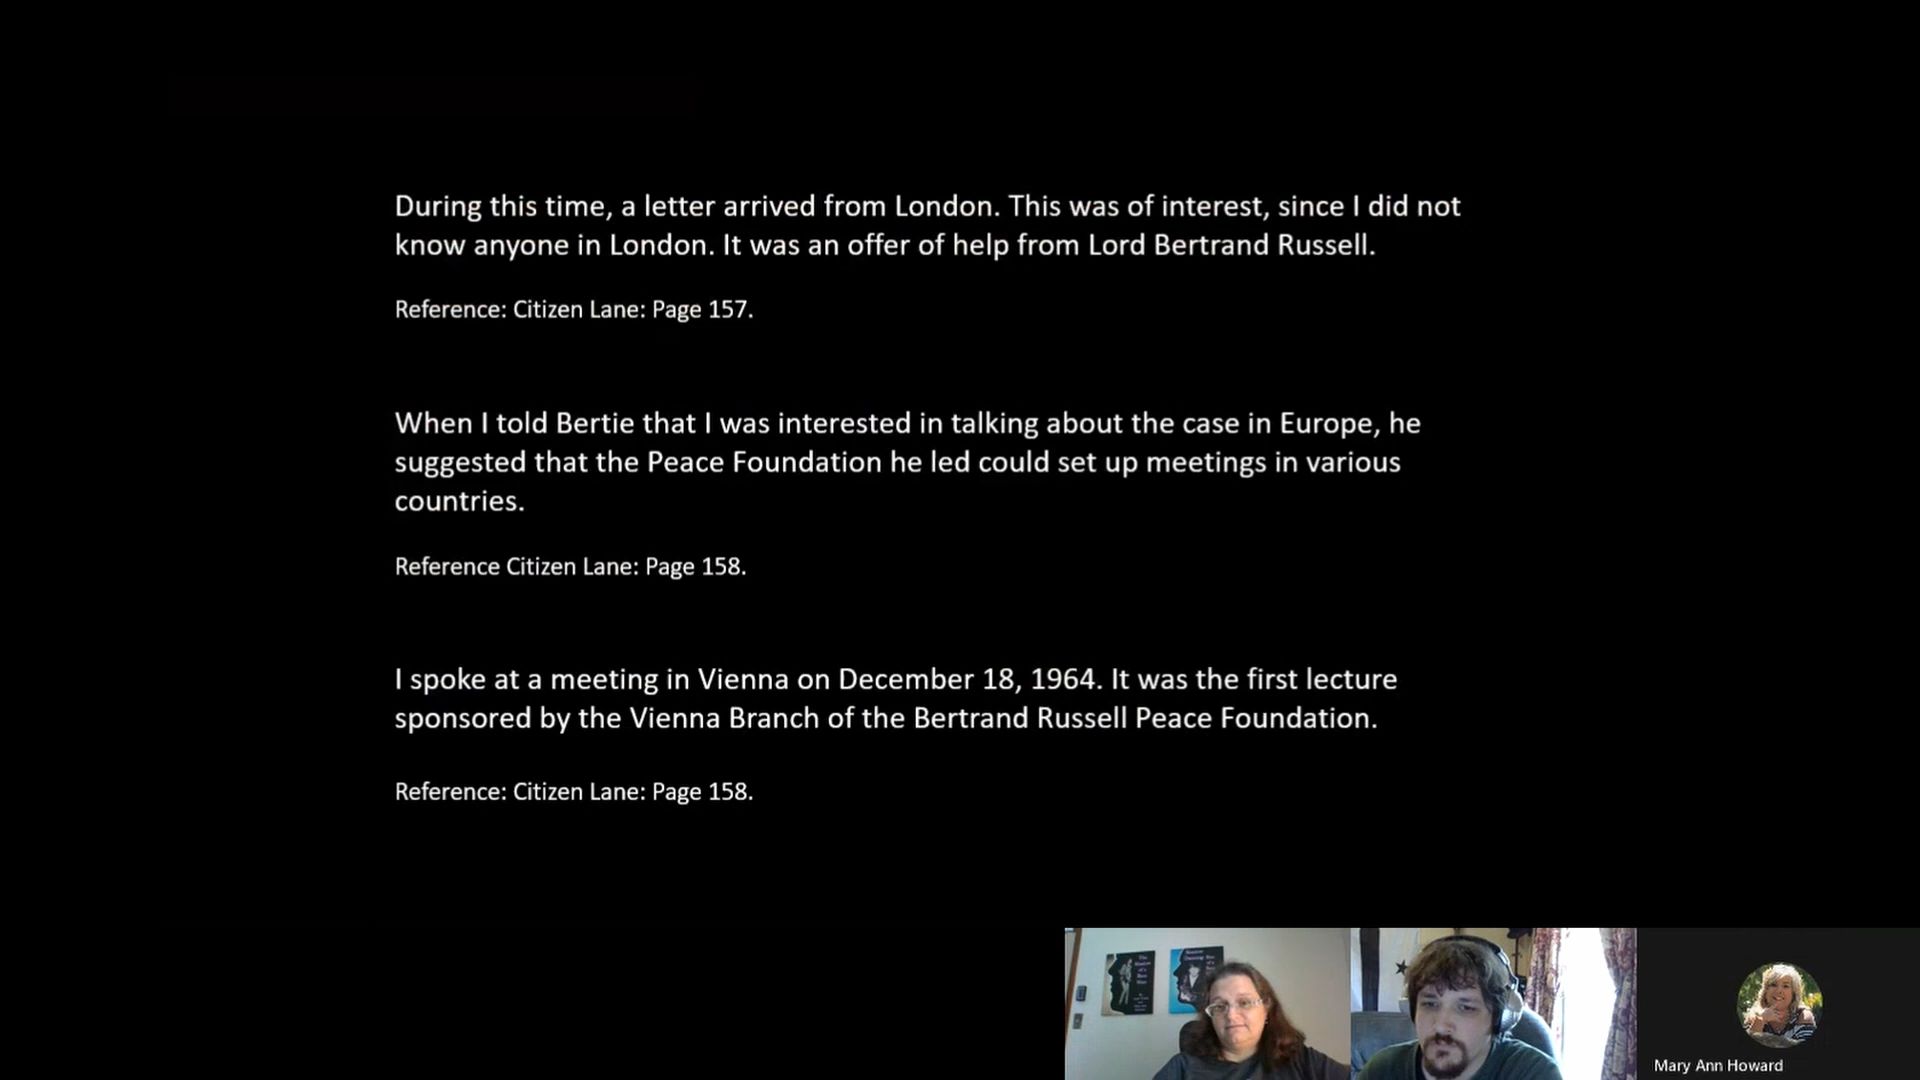 During this time, a letter arrived from London. This was of interest, since I did not
know anyone in London. It was an offer of help from Lord Bertrand Russell.
Reference: Citizen Lane: Page 157.
When I told Bertie that I was interested in talking about the case in Europe, he
suggested that the Peace Foundation he led could set up meetings in various
countries.
Reference Citizen Lane: Page 158.
I spoke at a meeting in Vienna on December 18, 1964. It was the first lecture
sponsored by the Vienna Branch of the Bertrand Russell Peace Foundation.
Reference: Citizen Lane: Page 158.
Mary Ann Howard